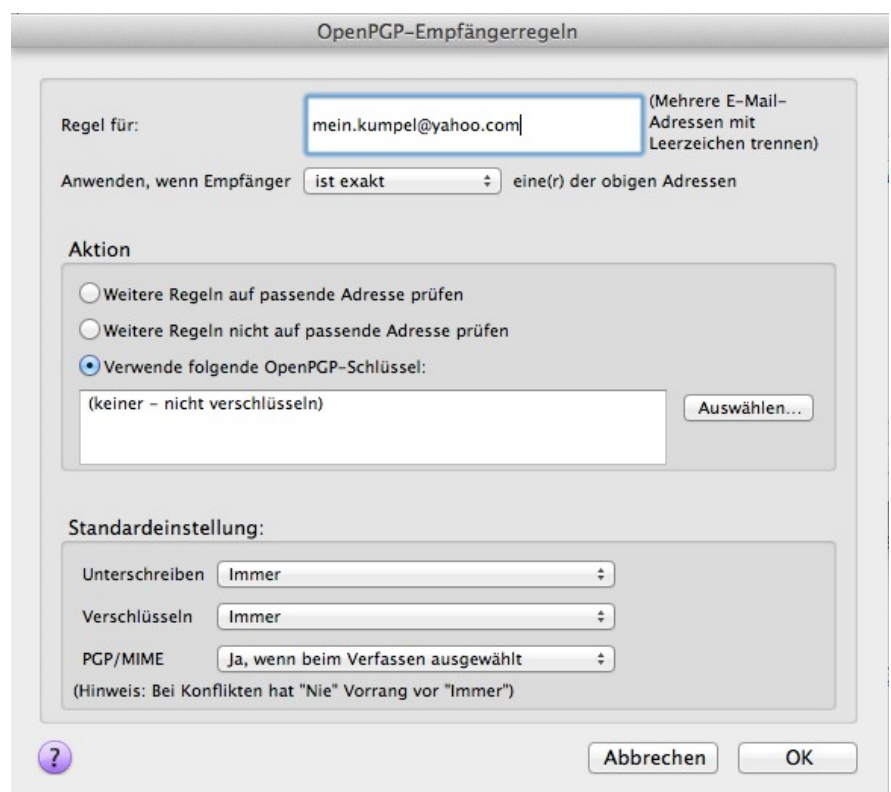 OpenPGP-Empfängerregeln
Regel für:
mein.kumpel@yahoo.com
(Mehrere E-Mail-
Adressen mit
Leerzeichen trennen)
Anwenden, wenn Empfänger ist exakt eine(r) der obigen Adressen
Aktion
Weitere Regeln auf passende Adresse prüfen
Weitere Regeln nicht auf passende Adresse prüfen
Verwende folgende OpenPGP-Schlüssel:
(keiner – nicht verschlüsseln)
Auswählen...
Standardeinstellung:
Unterschreiben Immer
Verschlüsseln Immer
PGP/MIME Ja, wenn beim Verfassen ausgewählt
(Hinweis: Bei Konflikten hat "Nie" Vorrang vor "Immer")
? Abbrechen OK